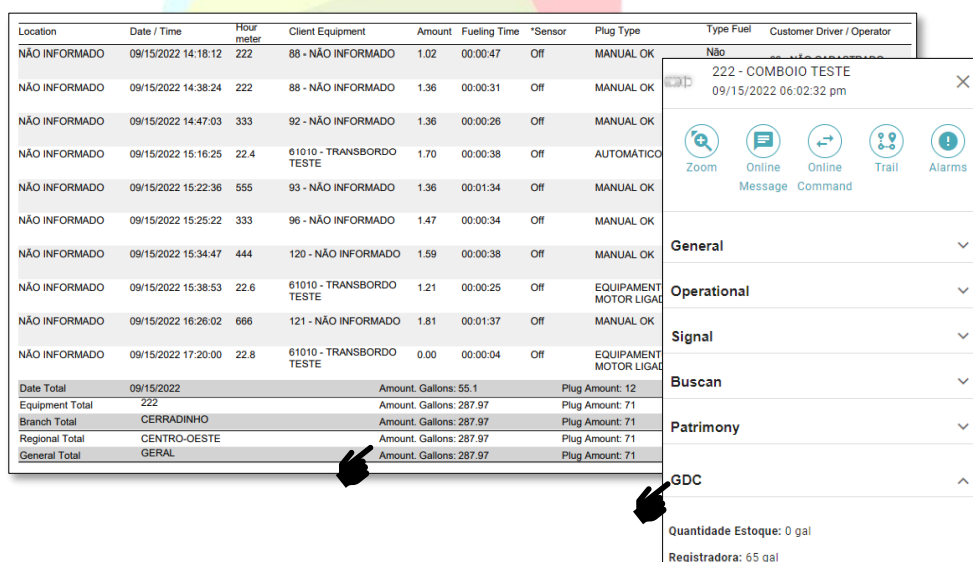 Location Date / Time Hour meter Client Equipment Amount Fueling Time *Sensor Plug Type Type Fuel Customer Driver / Operator
NÃO INFORMADO 09/15/2022 14:18:12 222 88 - NÃO INFORMADO 1.02 00:00:47 Off MANUAL OK Não
NÃO INFORMADO 09/15/2022 14:38:24 222 88 - NÃO INFORMADO 1.36 00:00:31 Off MANUAL OK
NÃO INFORMADO 09/15/2022 14:47:03 333 92 - NÃO INFORMADO 1.36 00:00:26 Off MANUAL OK
NÃO INFORMADO 09/15/2022 15:16:25 22.4 61010 - TRANSBORDO TESTE 1.70 00:00:38 Off AUTOMÁTICO
NÃO INFORMADO 09/15/2022 15:22:36 555 93 - NÃO INFORMADO 1.36 00:01:34 Off MANUAL OK
NÃO INFORMADO 09/15/2022 15:25:22 333 96 - NÃO INFORMADO 1.47 00:00:34 Off MANUAL OK
NÃO INFORMADO 09/15/2022 15:34:47 444 120 - NÃO INFORMADO 1.59 00:00:38 Off MANUAL OK
NÃO INFORMADO 09/15/2022 15:38:53 22.6 61010 - TRANSBORDO TESTE 1.21 00:00:25 Off EQUIPAMENT MOTOR LIGAD
NÃO INFORMADO 09/15/2022 16:26:02 666 121 - NÃO INFORMADO 1.81 00:01:37 Off MANUAL OK
NÃO INFORMADO 09/15/2022 17:20:00 22.8 61010 - TRANSBORDO TESTE 0.00 00:00:04 Off EQUIPAMENT MOTOR LIGAD
Date Total 09/15/2022 Amount. Gallons: 55.1 Plug Amount: 12
Equipment Total 222 Amount. Gallons: 287.97 Plug Amount: 71
Branch Total CERRADINHO Amount. Gallons: 287.97 Plug Amount: 71
Regional Total CENTRO-OESTE Amount. Gallons: 287.97 Plug Amount: 71
General Total GERAL Amount. Gallons: 287.97 Plug Amount: 71
222 - COMBOIO TESTE
09/15/2022 06:02:32 pm
Zoom Online Message Online Command Trail Alarms
General
Operational
Signal
Buscan
Patrimony
GDC
Quantidade Estoque: 0 gal
Registradora: 65 gal